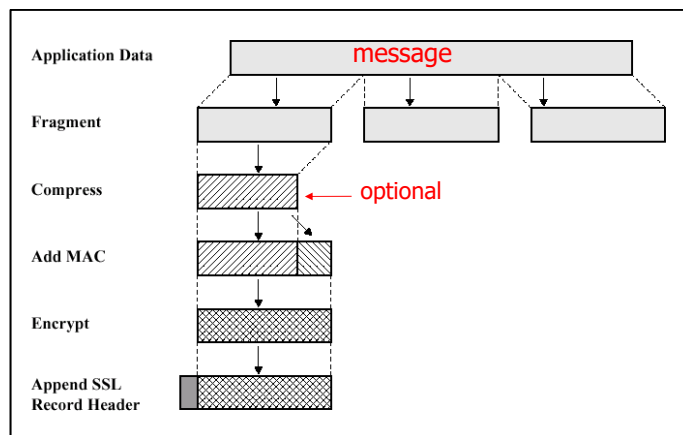 Application Data
message
Fragment
Compress
optional
Add MAC
Encrypt
Append SSL
Record Header